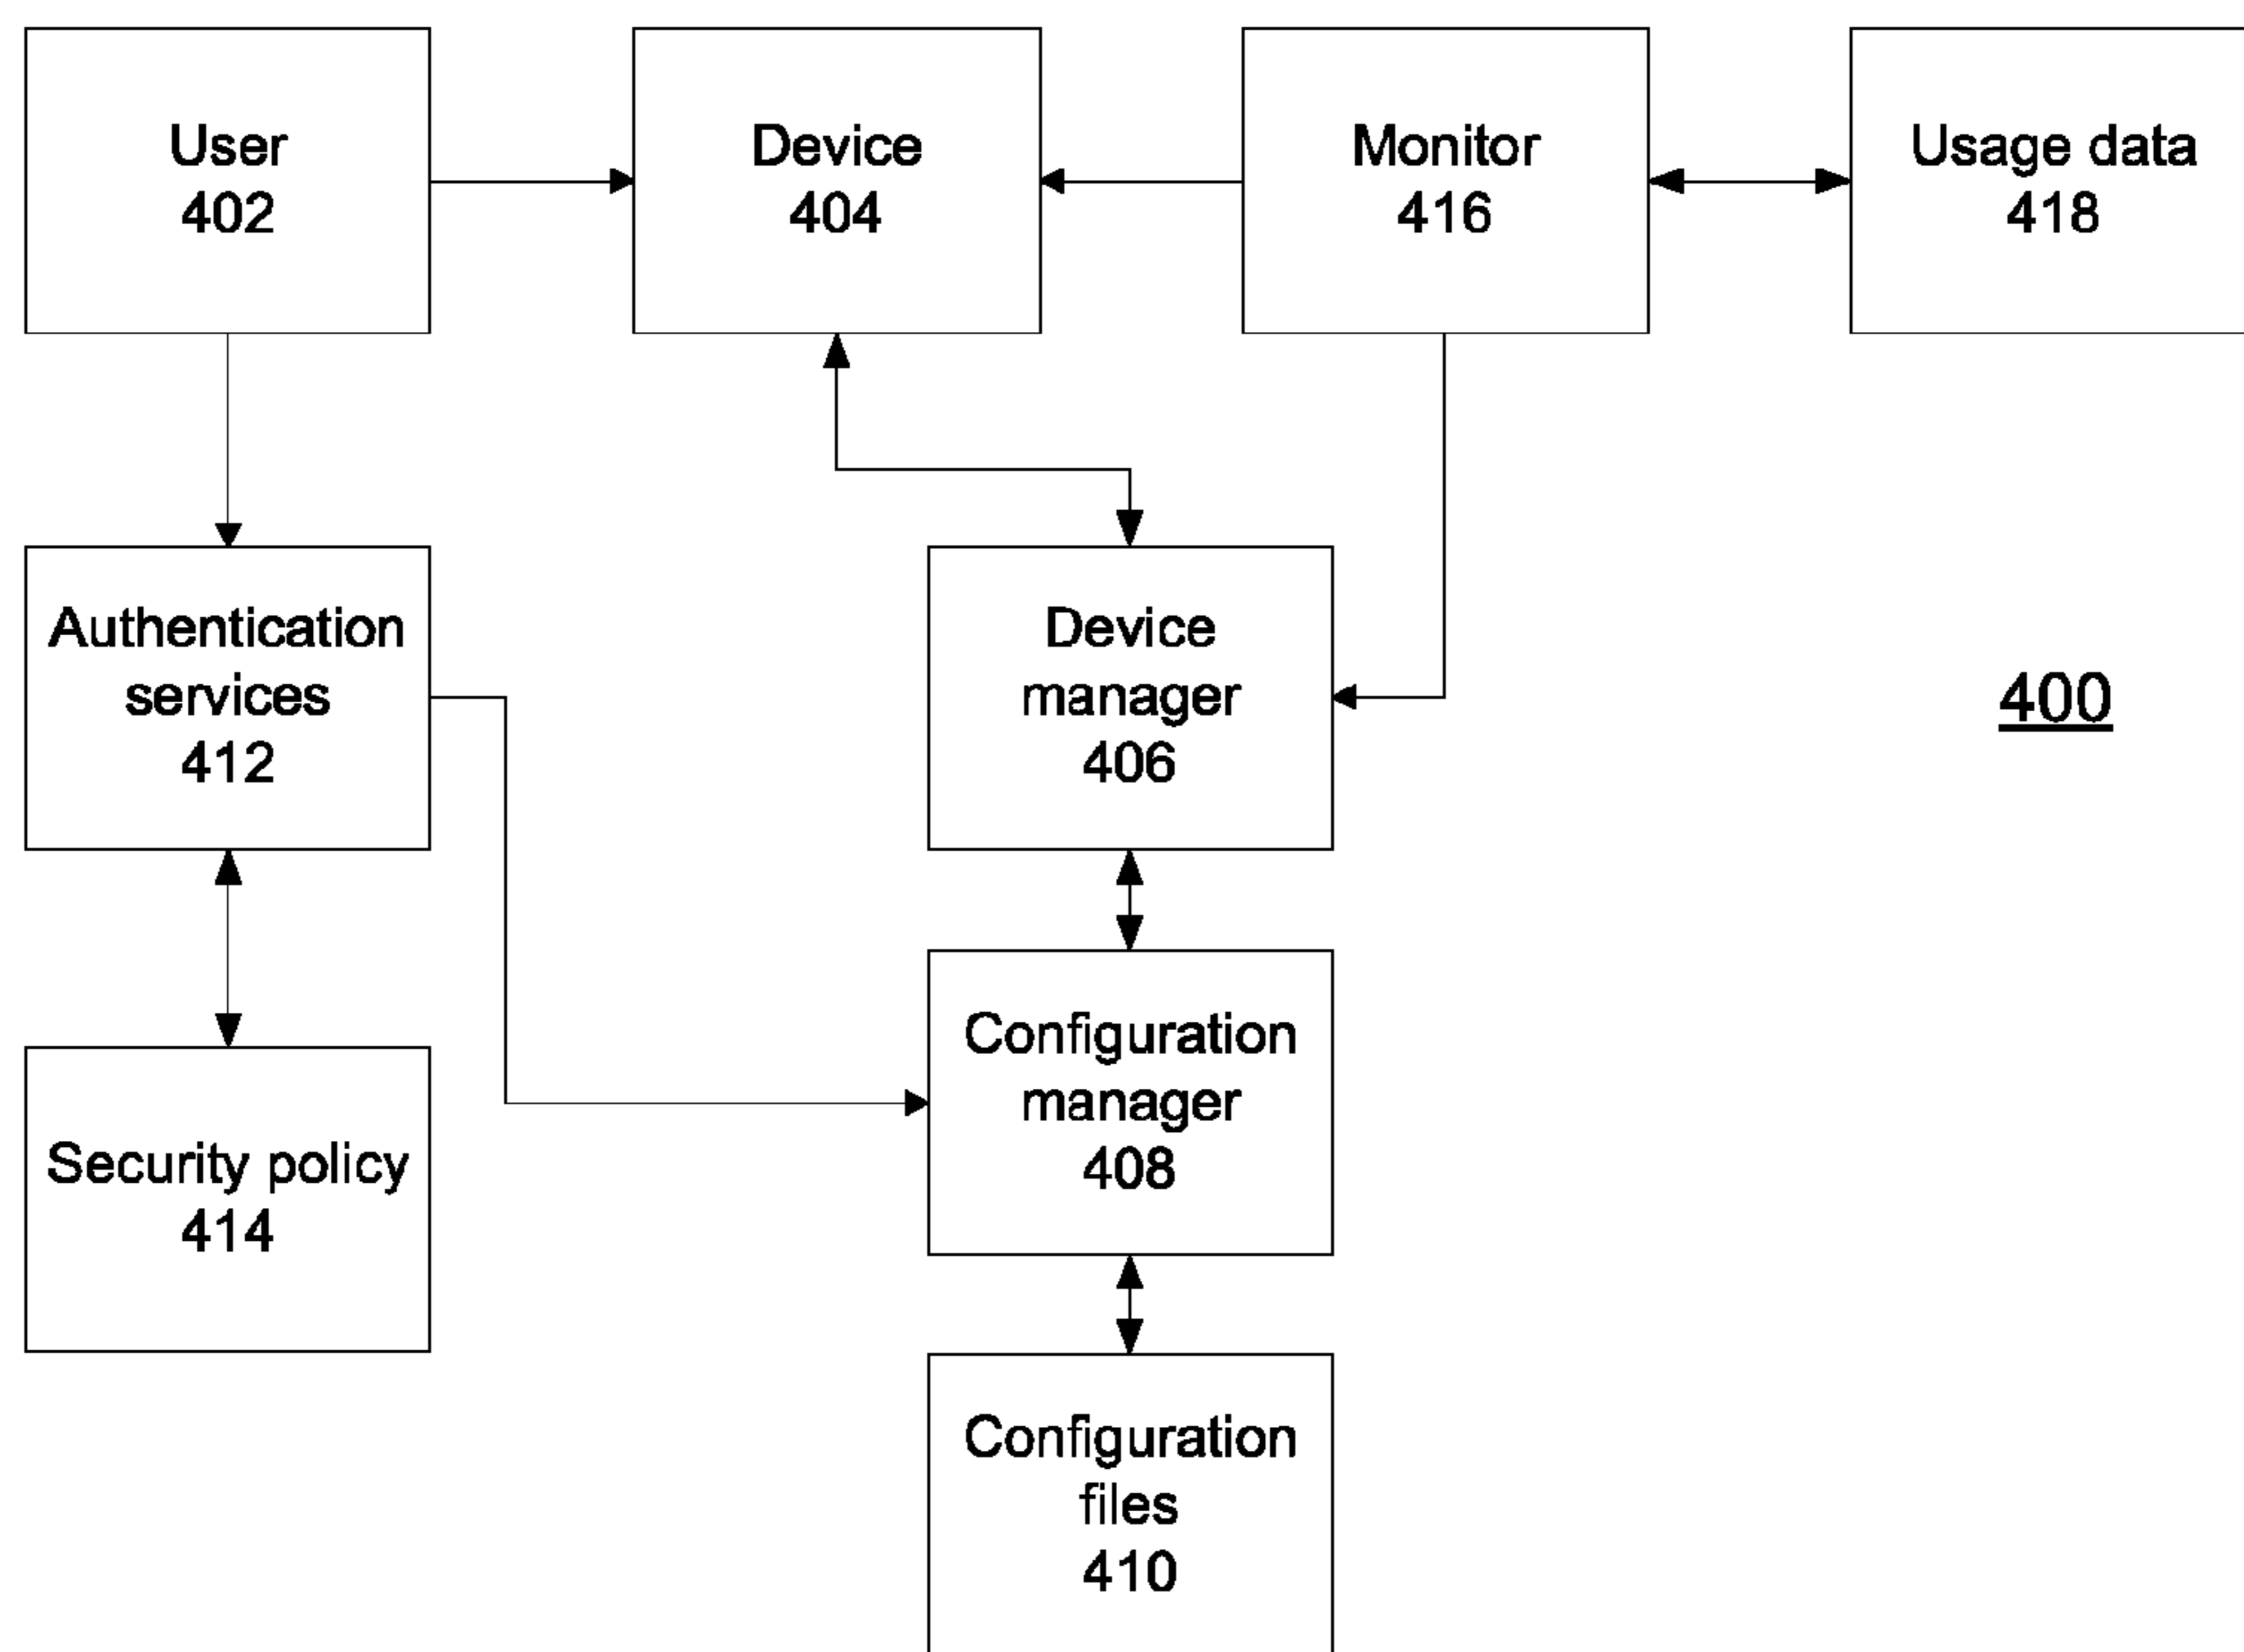 User
402
Device
404
Monitor
416
Usage data
418
Authentication
services
412
Device
manager
406
400
Configuration
manager
408
Security policy
414
Configuration
files
410